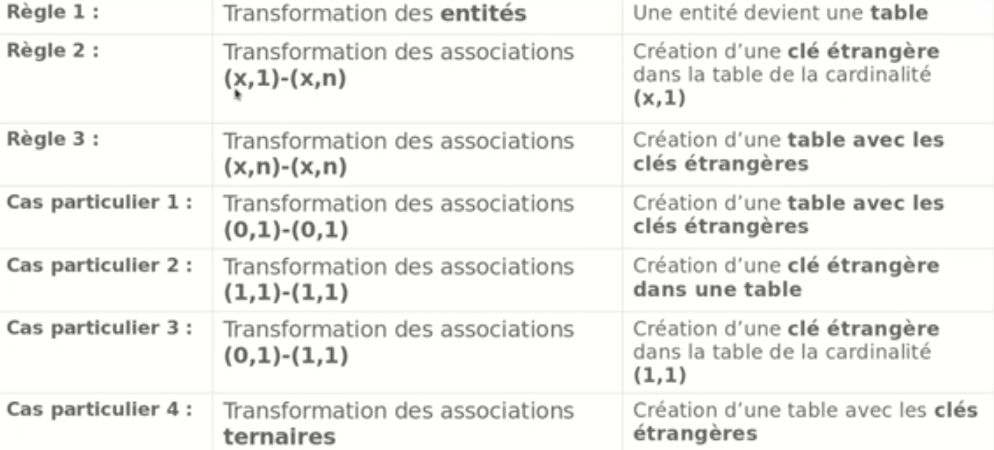 Règle 1 : Transformation des entités Une entité devient une table
Règle 2 : Transformation des associations Création d’une clé étrangère
(x,1)-(x,n) dans la table de la cardinalité
(x,1)
Règle 3 : Transformation des associations Création d’une table avec les
(x,n)-(x,n) clés étrangères
Cas particulier 1 : Transformation des associations Création d’une table avec les
(0,1)-(0,1) clés étrangères
Cas particulier 2 : Transformation des associations Création d’une clé étrangère
(1,1)-(1,1) dans une table
Cas particulier 3 : Transformation des associations Création d’une clé étrangère
(0,1)-(1,1) dans la table de la cardinalité
(1,1)
Cas particulier 4 : Transformation des associations Création d’une table avec les clés
ternaires étrangères